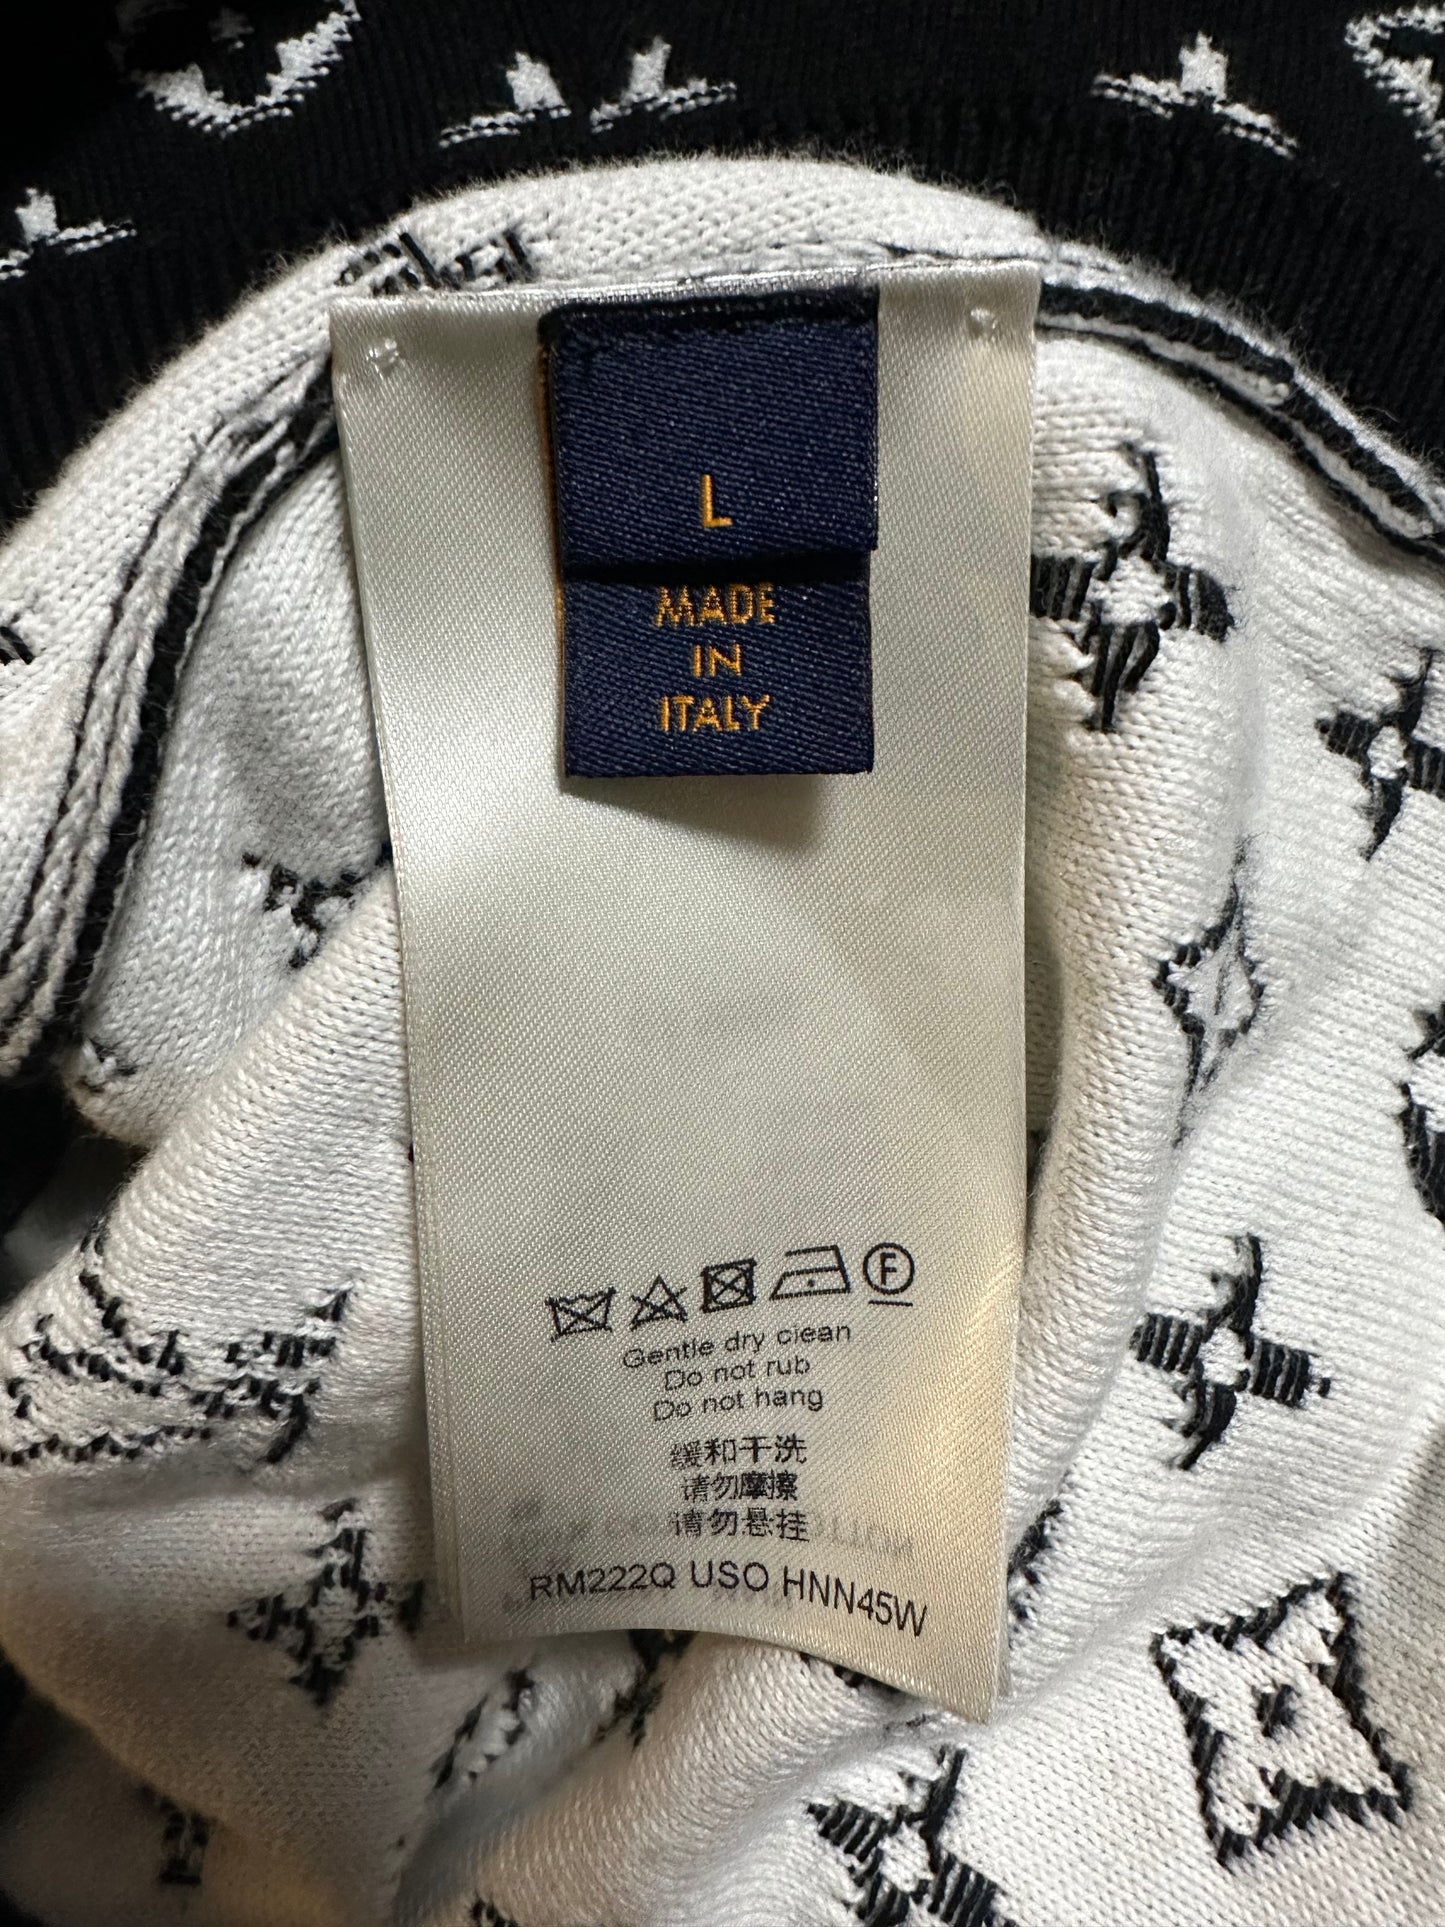 L
MADE
IN
ITALY
F
Gentle dry clean
Do not rub
Do not hang
缓和干洗
请勿摩擦
请勿悬挂
RM222Q USO HNN45W